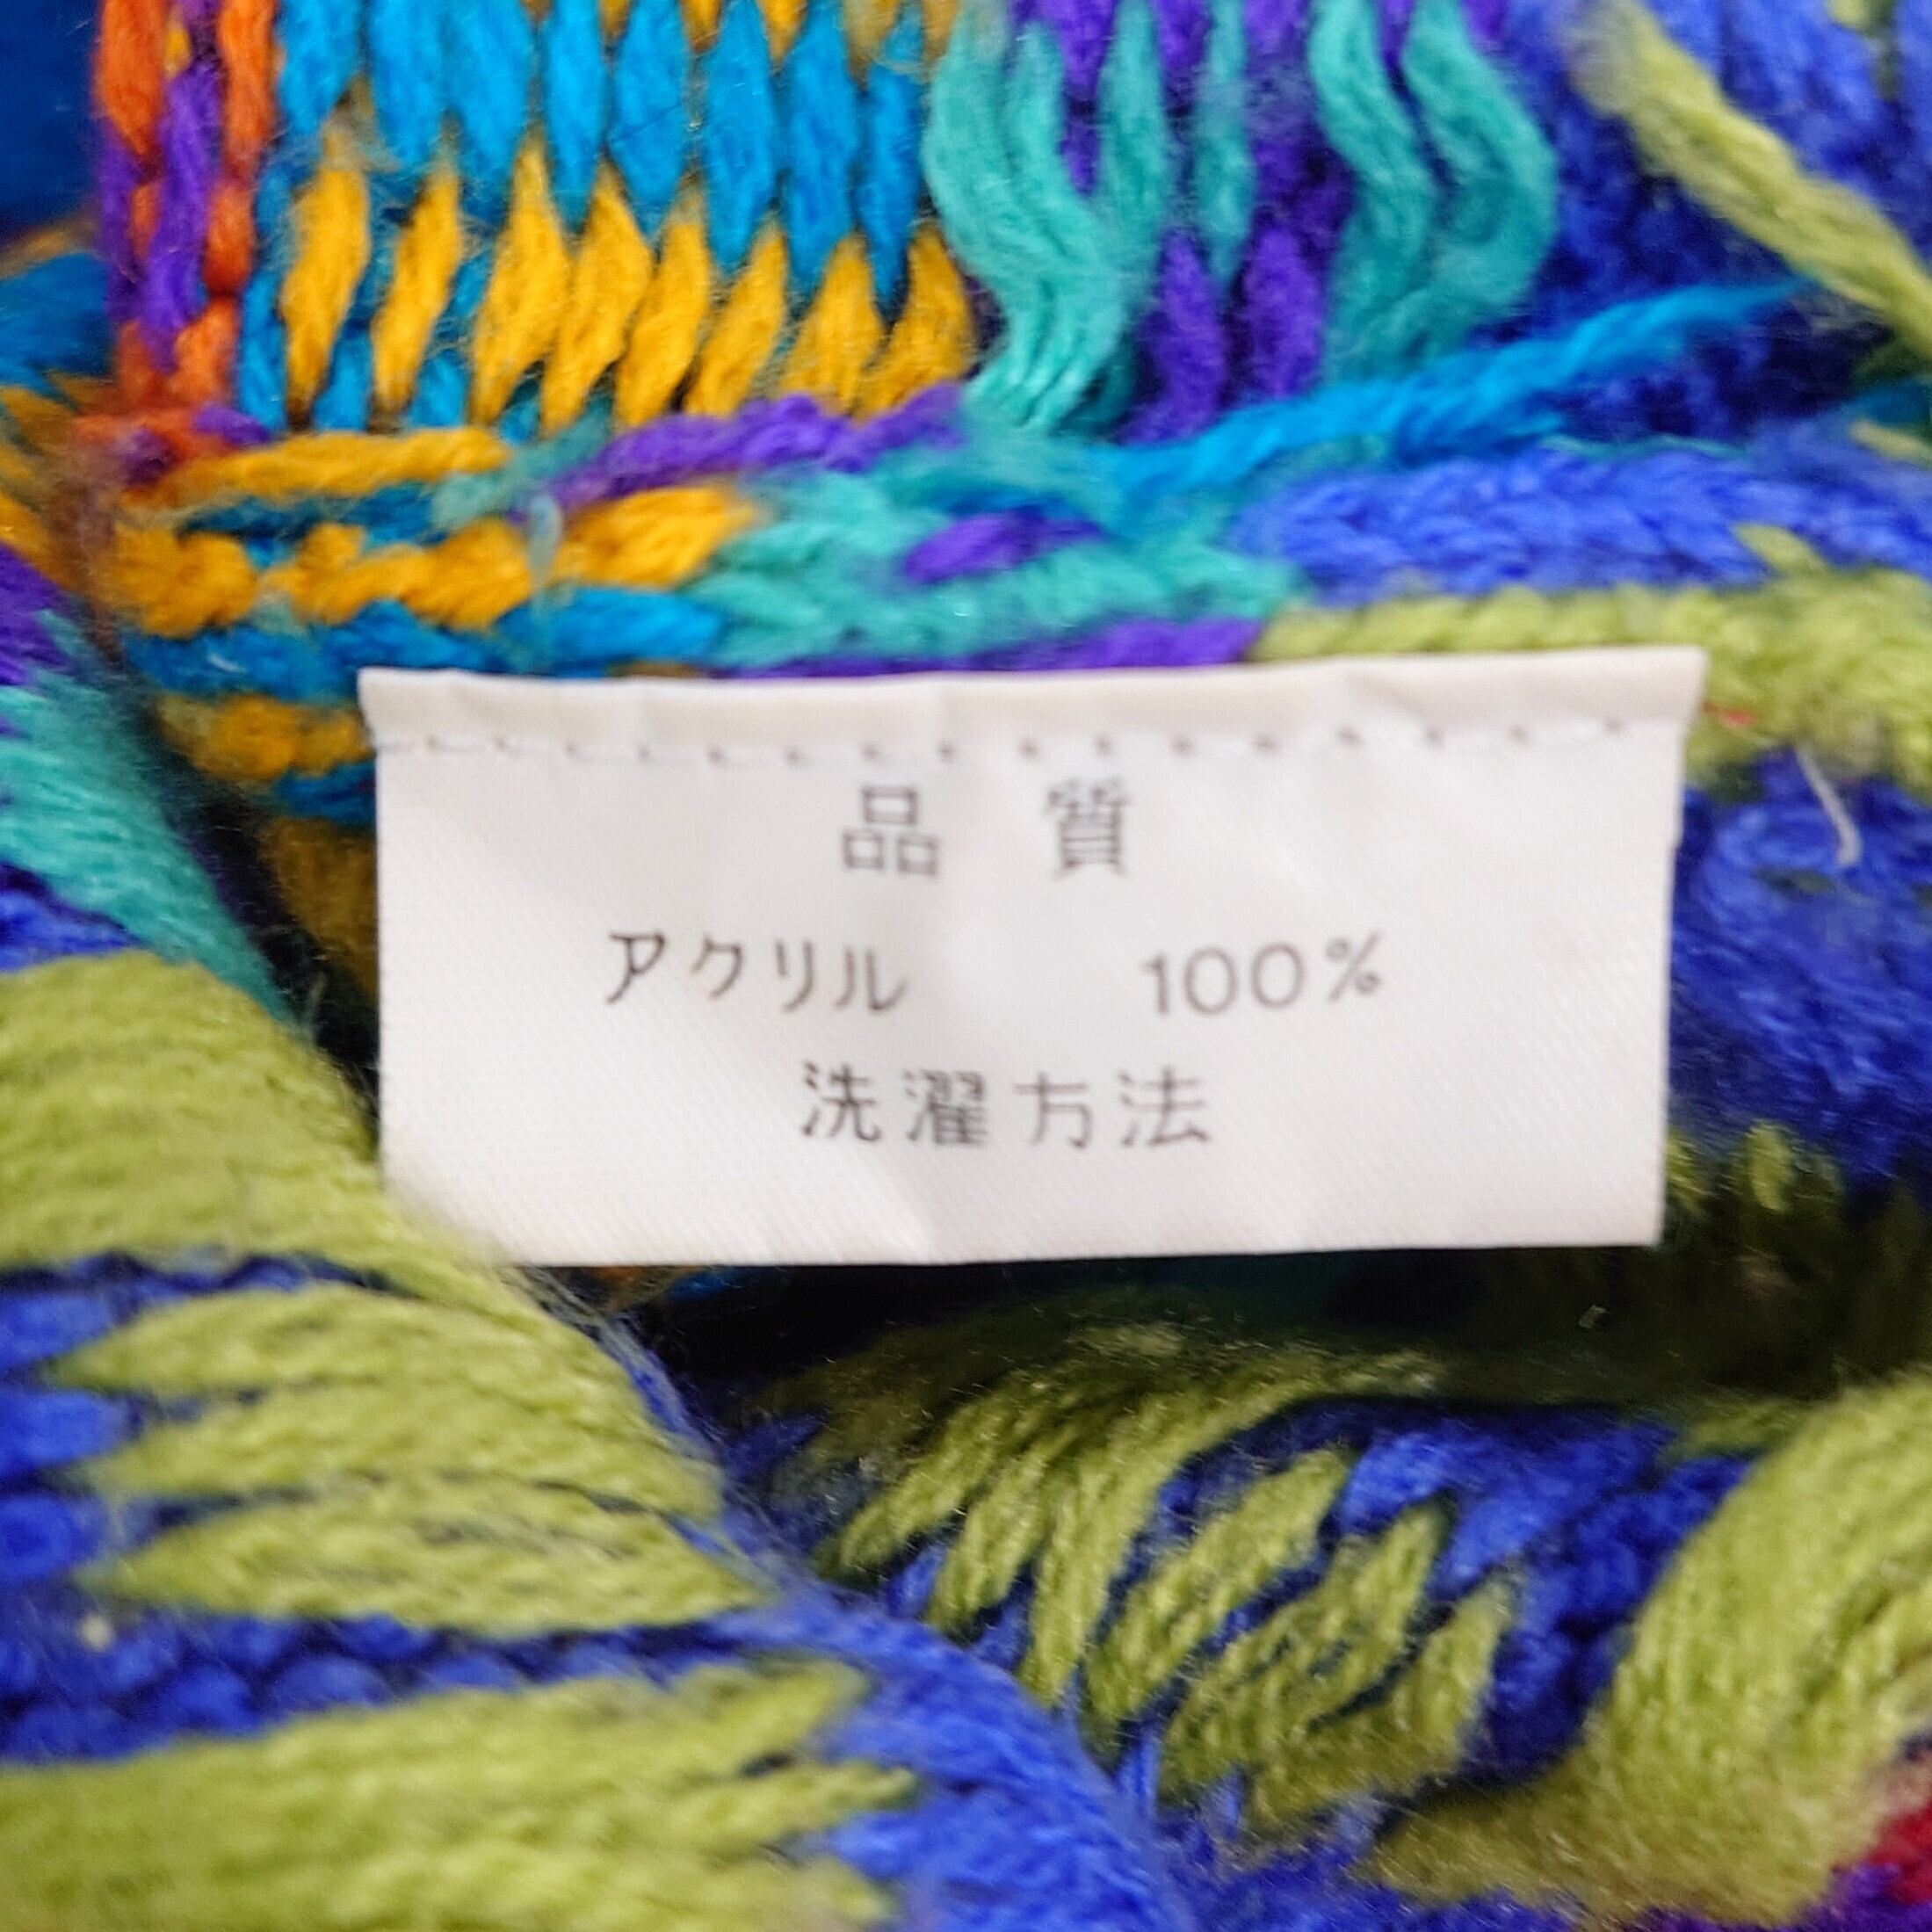 品 質
アクリル 100%
洗濯方法